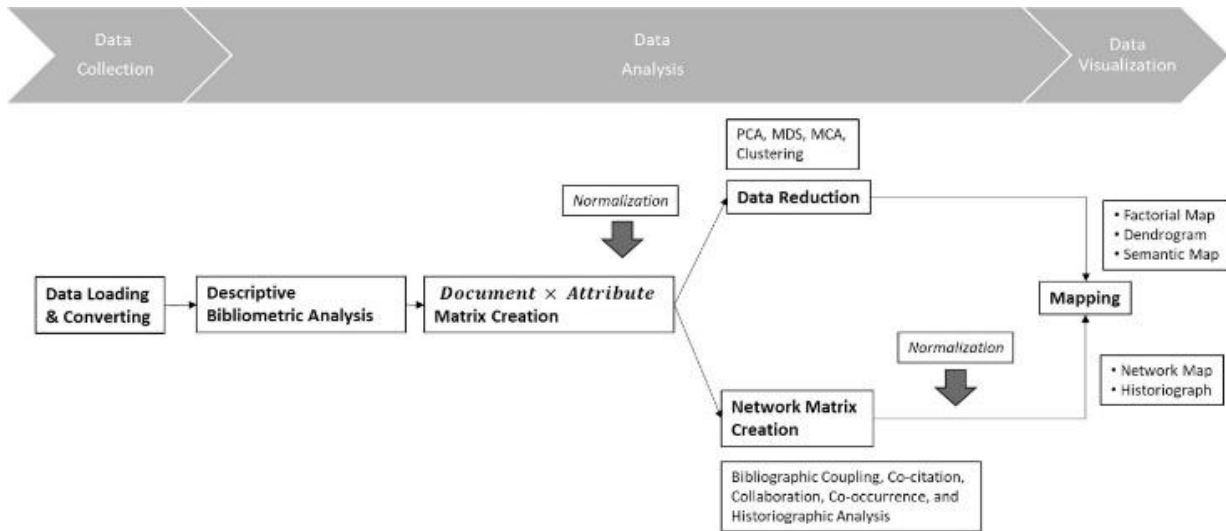 Data
Collection
Data
Analysis
Data
Visualization
PCA, MDS, MCA,
Clustering
Normalization
Data Reduction
• Factorial Map
• Dendrogram
• Semantic Map
Data Loading
& Converting
Descriptive
Bibliometric Analysis
Document × Attribute
Matrix Creation
Mapping
Normalization
• Network Map
• Historiograph
Network Matrix
Creation
Bibliographic Coupling, Co-citation,
Collaboration, Co-occurrence, and
Historiographic Analysis